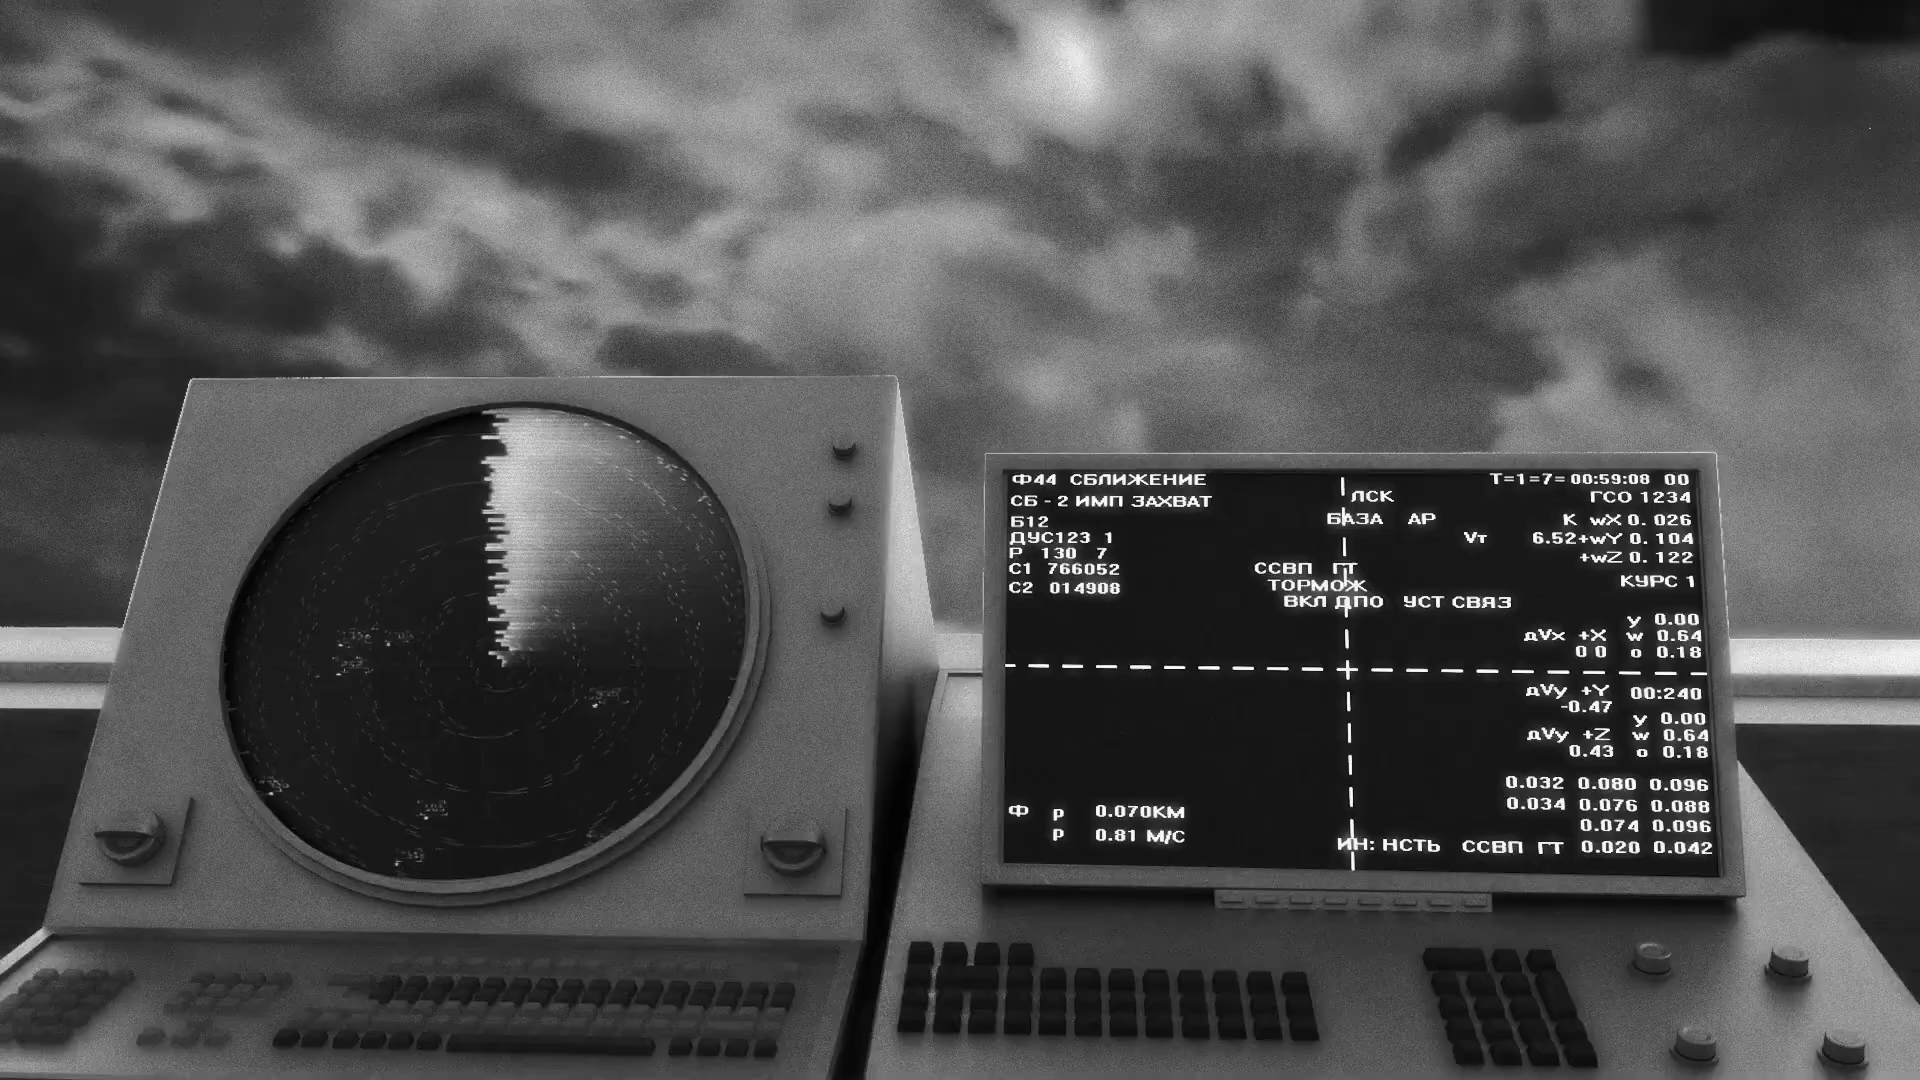 Ф44 СБЛИЖЕНИЕ
T=1=7= 00:59:08 00
СБ - 2 ИМП ЗАХВАТ
ЛСК
ГСО 1234
Б12
БАЗА АР
К wX 0.026
ДУС123 1
Vт 6.52+wY 0.104
Р 130 7
+wZ 0.122
С1 766052
ССВП ГТ
КУРС 1
С2 014908
ТОРМОЖ
ВКЛ ДПО УСТ СВЯЗ
y 0.00
дVx +X w 0.64
0 0 o 0.18
дVy +Y 00:240
-0.47
y 0.00
дVy +Z w 0.64
0.43 o 0.18
0.032 0.080 0.096
0.034 0.076 0.088
0.074 0.096
Ф р 0.070КМ
Р 0.81 М/С
ИН: НСТЬ ССВП ГТ 0.020 0.042